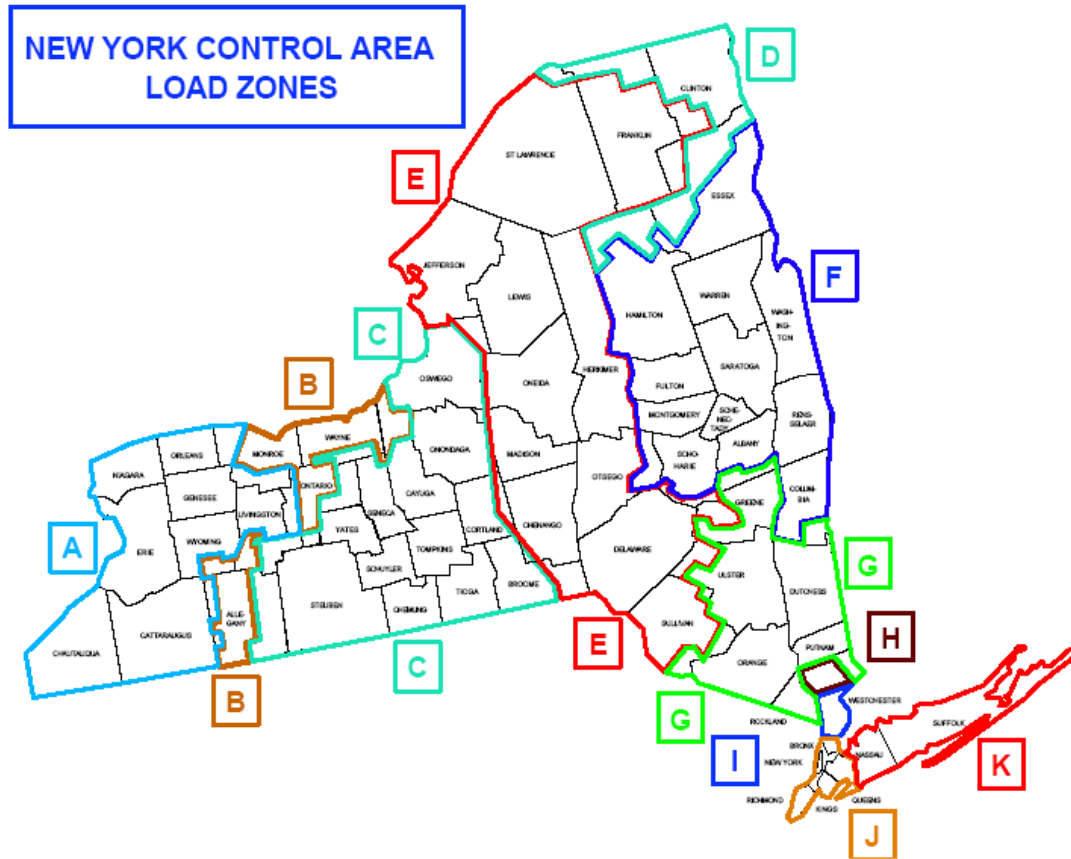 NEW YORK CONTROL AREA
LOAD ZONES
D
CLINTON
FRANKLIN
ST LAWRENCE
E
ESSEX
JEFFERSON
F
LEWIS
WARREN
HAMILTON
WASH-
ING-
TON
C
B
OSWEGO
ONEIDA
HERKIMER
SARATOGA
FULTON
MONTGOMERY
SCHE-
NEC-
TADY
RENS-
SELAER
WAYNE
MONROE
ORLEANS
NIAGARA
ONONDAGA
MADISON
OTSEGO
SCHO-
HARIE
ALBANY
GENESEE
ONTARIO
CAYUGA
SENECA
LIVINGSTON
GREENE
COLUM-
BIA
A
ERIE
WYOMING
YATES
CORTLAND
CHENANGO
TOMPKINS
SCHUYLER
DELAWARE
ULSTER
G
DUTCHESS
STEUBEN
CHEMUNG
TIOGA
BROOME
ALLE-
GANY
CATTARAUGUS
CHAUTAUQUA
B
C
E
SULLIVAN
ORANGE
PUTNAM
H
G
ROCKLAND
WESTCHESTER
SUFFOLK
I
BRONX
NEW YORK
NASSAU
K
RICHMOND
KINGS
QUEENS
J